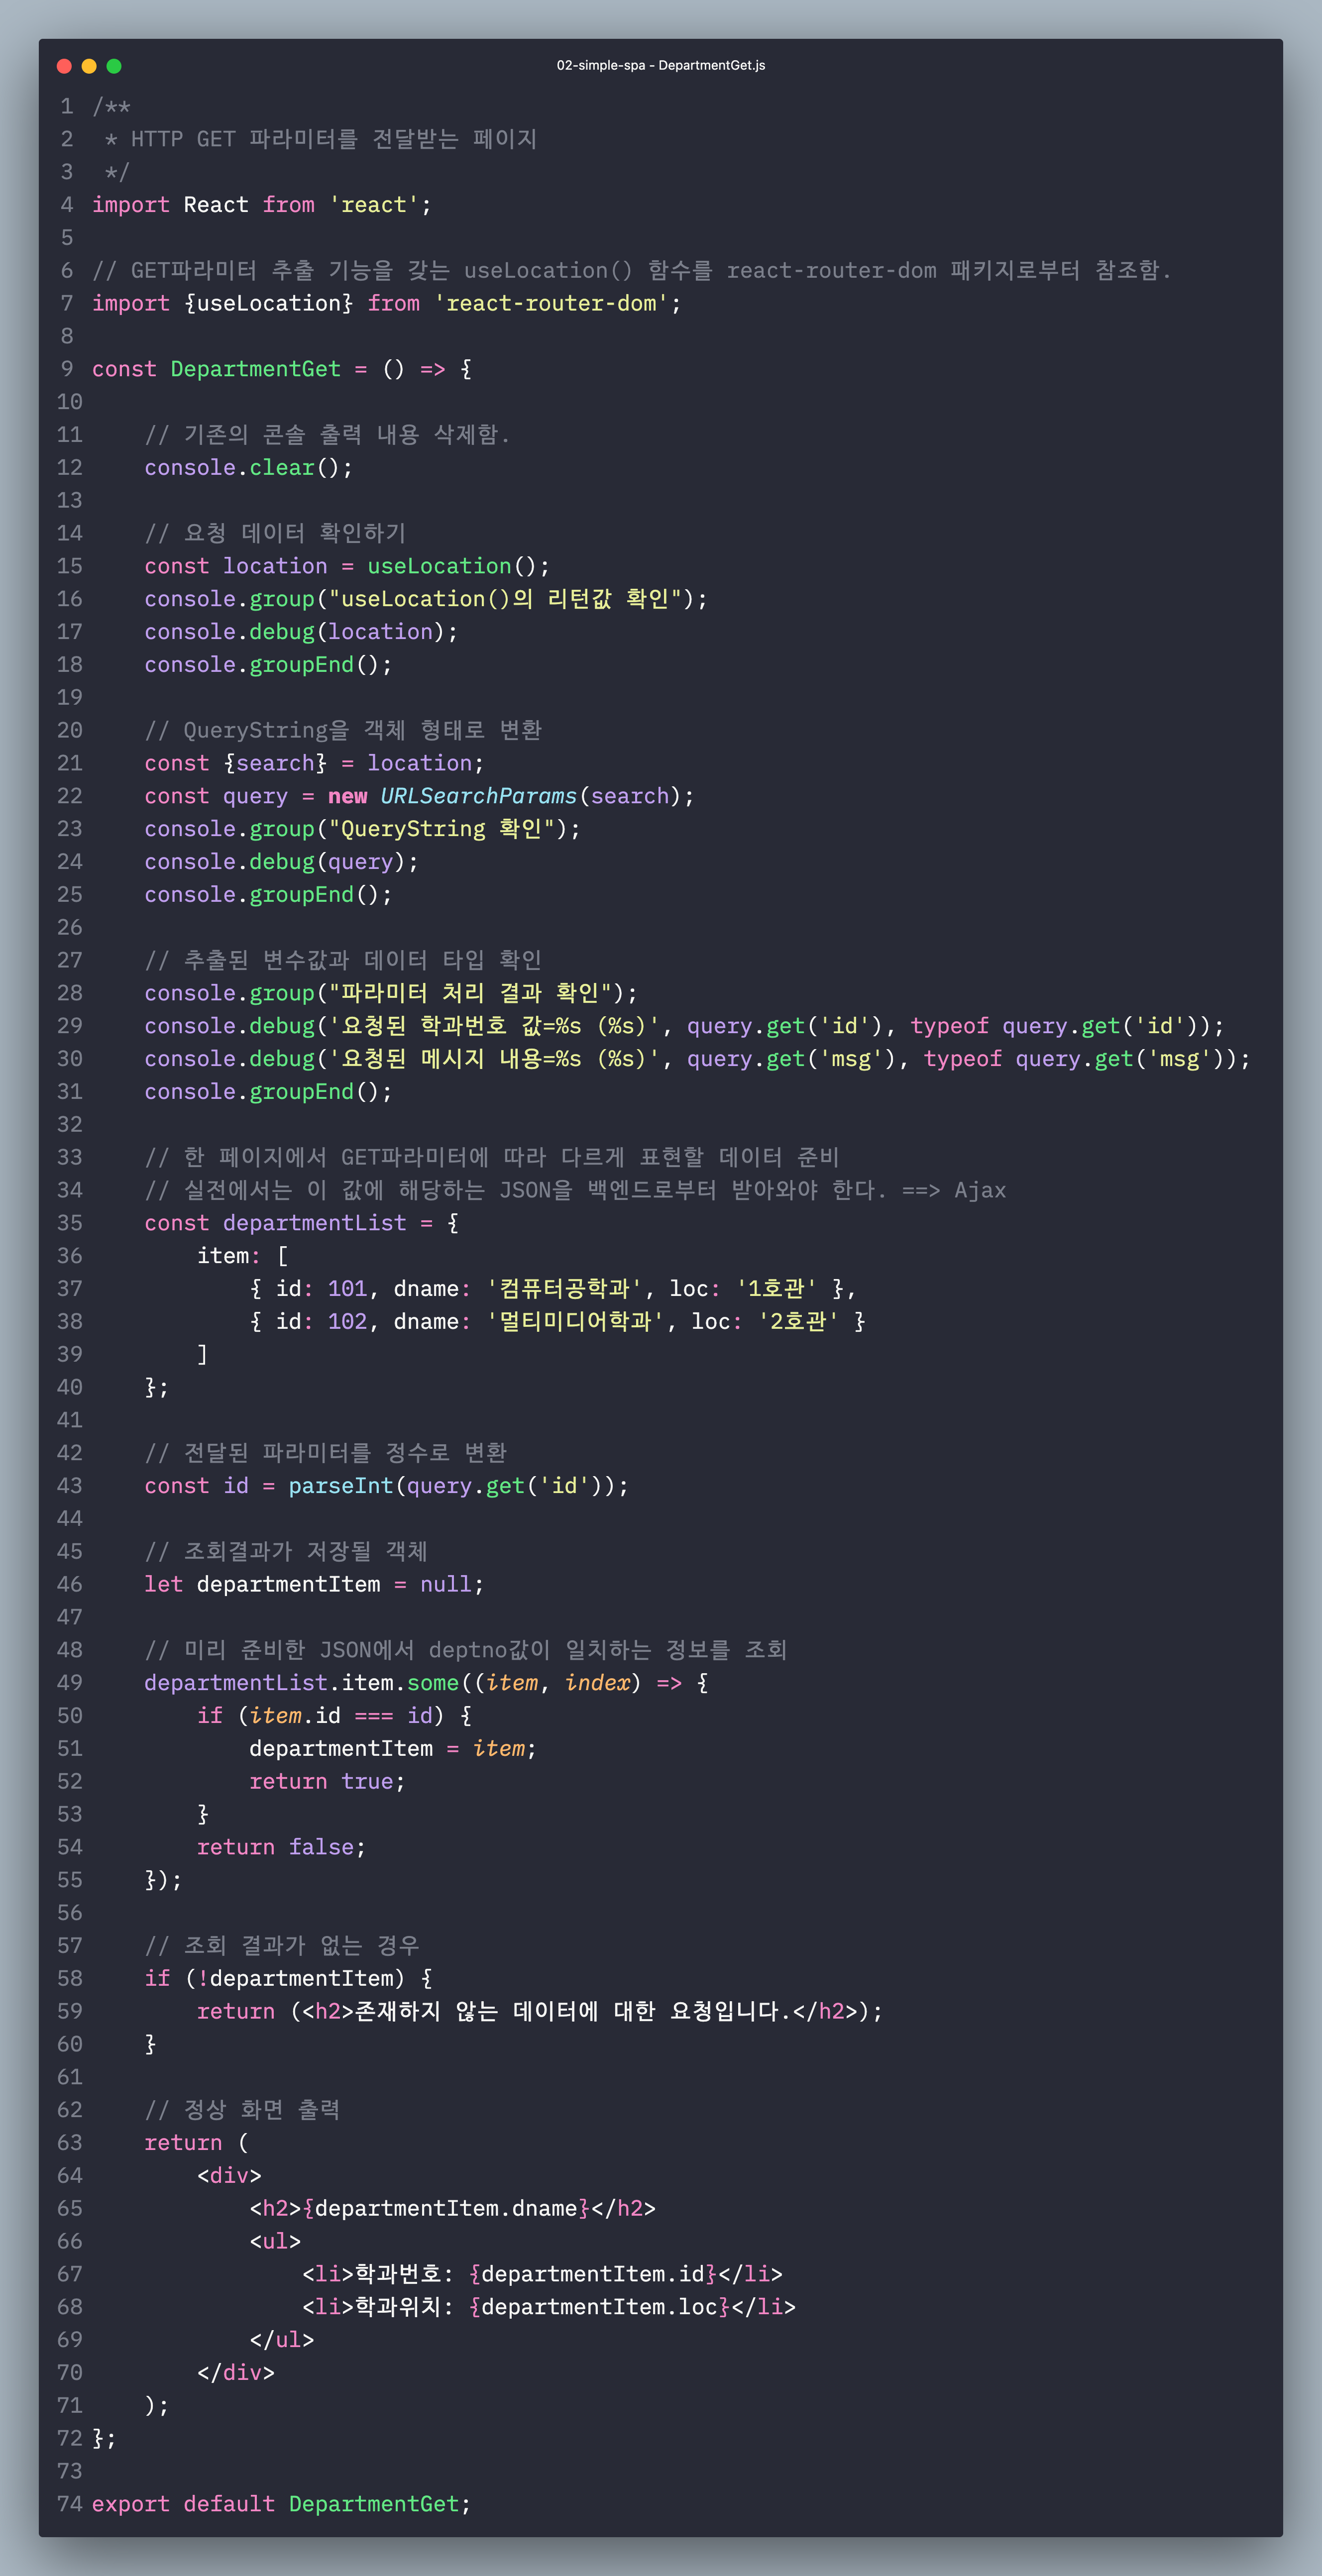 02-simple-spa - DepartmentGet.js
1 /**
2  * HTTP GET 파라미터를 전달받는 페이지
3  */
4 import React from 'react';
5
6 // GET파라미터 추출 기능을 갖는 useLocation() 함수를 react-router-dom 패키지로부터 참조함.
7 import {useLocation} from 'react-router-dom';
8
9 const DepartmentGet = () => {
10
11     // 기존의 콘솔 출력 내용 삭제함.
12     console.clear();
13
14     // 요청 데이터 확인하기
15     const location = useLocation();
16     console.group("useLocation()의 리턴값 확인");
17     console.debug(location);
18     console.groupEnd();
19
20     // QueryString을 객체 형태로 변환
21     const {search} = location;
22     const query = new URLSearchParams(search);
23     console.group("QueryString 확인");
24     console.debug(query);
25     console.groupEnd();
26
27     // 추출된 변수값과 데이터 타입 확인
28     console.group("파라미터 처리 결과 확인");
29     console.debug('요청된 학과번호 값=%s (%s)', query.get('id'), typeof query.get('id'));
30     console.debug('요청된 메시지 내용=%s (%s)', query.get('msg'), typeof query.get('msg'));
31     console.groupEnd();
32
33     // 한 페이지에서 GET파라미터에 따라 다르게 표현할 데이터 준비
34     // 실전에서는 이 값에 해당하는 JSON을 백엔드로부터 받아와야 한다. ==> Ajax
35     const departmentList = {
36         item: [
37             { id: 101, dname: '컴퓨터공학과', loc: '1호관' },
38             { id: 102, dname: '멀티미디어학과', loc: '2호관' }
39         ]
40     };
41
42     // 전달된 파라미터를 정수로 변환
43     const id = parseInt(query.get('id'));
44
45     // 조회결과가 저장될 객체
46     let departmentItem = null;
47
48     // 미리 준비한 JSON에서 deptno값이 일치하는 정보를 조회
49     departmentList.item.some((item, index) => {
50         if (item.id === id) {
51             departmentItem = item;
52             return true;
53         }
54         return false;
55     });
56
57     // 조회 결과가 없는 경우
58     if (!departmentItem) {
59         return (<h2>존재하지 않는 데이터에 대한 요청입니다.</h2>);
60     }
61
62     // 정상 화면 출력
63     return (
64         <div>
65             <h2>{departmentItem.dname}</h2>
66             <ul>
67                 <li>학과번호: {departmentItem.id}</li>
68                 <li>학과위치: {departmentItem.loc}</li>
69             </ul>
70         </div>
71     );
72 };
73
74 export default DepartmentGet;